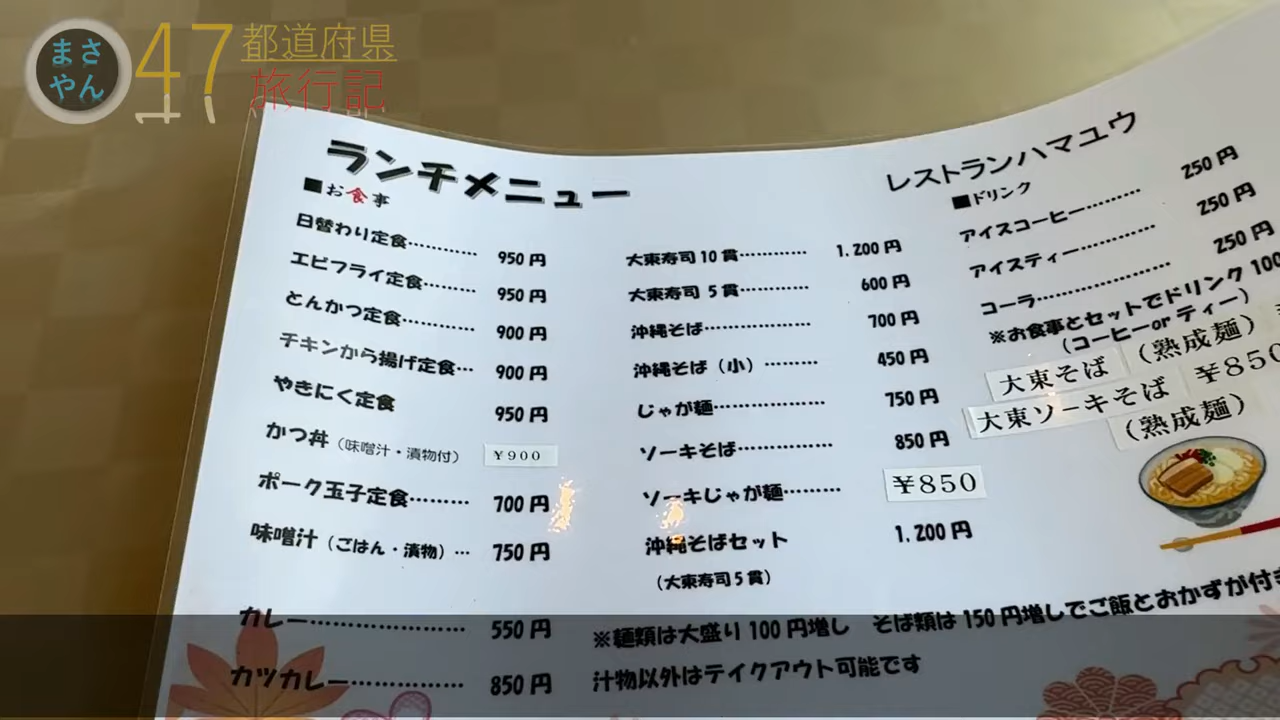 まさやん
47都道府県
旅行記
ランチメニュー
■お食事
日替わり定食………… 950円
エビフライ定食……… 950円
とんかつ定食………… 900円
チキンから揚げ定食… 900円
やきにく定食 950円
かつ丼（味噌汁・漬物付） ¥900
ポーク玉子定食……… 700円
味噌汁（ごはん・漬物）… 750円
カレー…………………… 550円
カツカレー……………… 850円
大東寿司10貫………… 1,200円
大東寿司 5貫………… 600円
沖縄そば……………… 700円
沖縄そば（小）……… 450円
じゃが麺……………… 750円
ソーキそば…………… 850円
ソーキじゃが麺……… ¥850
沖縄そばセット 1,200円
（大東寿司5貫）
※麺類は大盛り100円増し そば類は150円増しでご飯とおかずが付き
汁物以外はテイクアウト可能です
レストランハマユウ
■ドリンク
アイスコーヒー……… 250円
アイスティー………… 250円
コーラ………………… 250円
※お食事とセットでドリンク100
（コーヒーor ティー）
大東そば （熟成麺）
大東ソーキそば ¥850
（熟成麺）